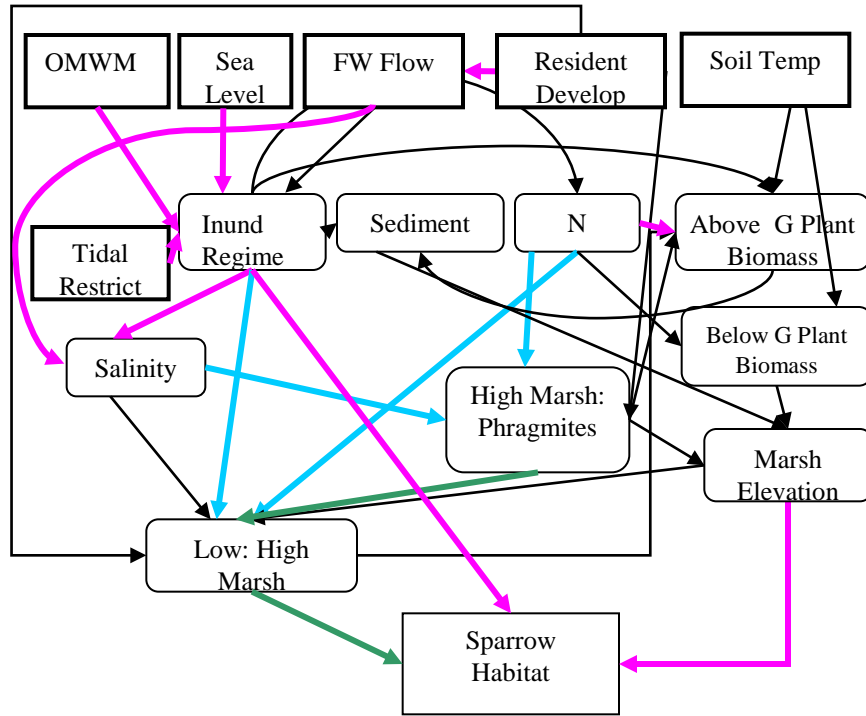 OMWM
Sea
Level
FW Flow
Resident
Develop
Soil Temp
Inund
Regime
Sediment
N
Above G Plant
Biomass
Tidal
Restrict
Salinity
Below G Plant
Biomass
High Marsh:
Phragmites
Marsh
Elevation
Low: High
Marsh
Sparrow
Habitat